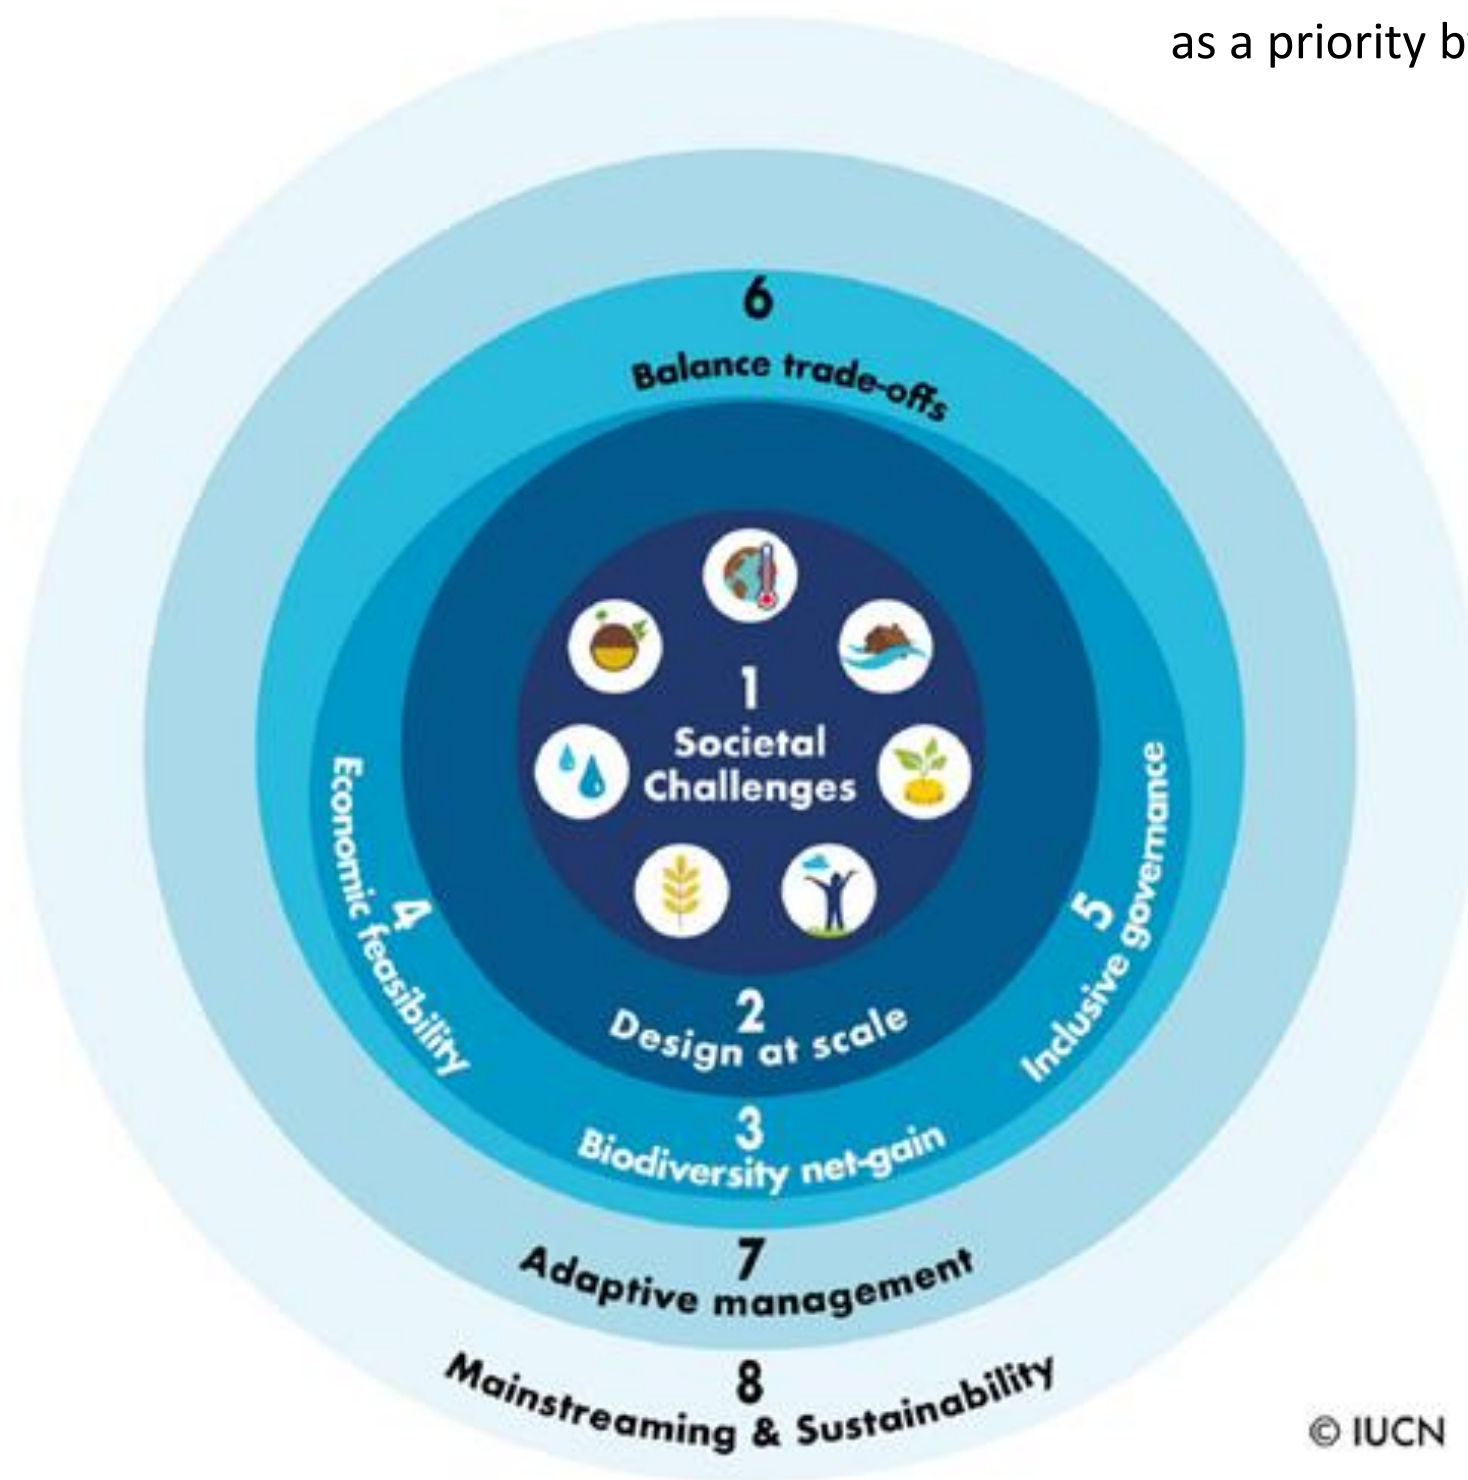 as a priority b
6
Balance trade-offs
1
Societal
Challenges
4
Economic feasibility
5
Inclusive governance
2
Design at scale
3
Biodiversity net-gain
7
Adaptive management
8
Mainstreaming & Sustainability
© IUCN